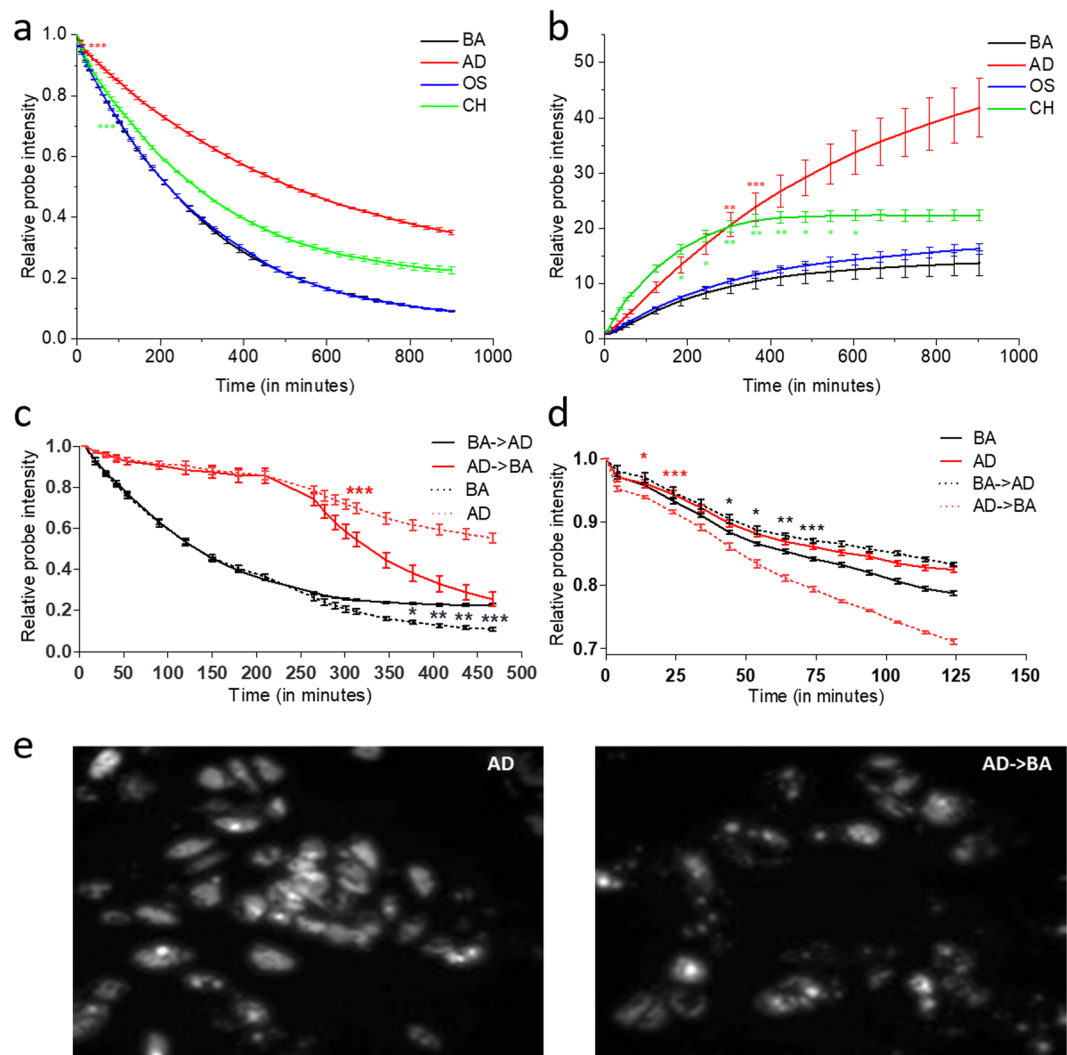 a
Relative probe intensity
1.0
0.8
0.6
0.4
0.2
0.0
*
***
***
BA
AD
OS
CH
0 200 400 600 800 1000
Time (in minutes)
b
Relative probe intensity
50
40
30
20
10
0
***
**
** ** ** * * *
* *
BA
AD
OS
CH
0 200 400 600 800 1000
Time (in minutes)
c
Relative probe intensity
1.0
0.8
0.6
0.4
0.2
0.0
***
* ** ** ***
BA->AD
AD->BA
BA
AD
0 50 100 150 200 250 300 350 400 450 500
Time (in minutes)
d
Relative probe intensity
1.0
0.9
0.8
0.7
*
***
*
* ** ***
BA
AD
BA->AD
AD->BA
0 25 50 75 100 125 150
Time (in minutes)
e
AD
AD->BA